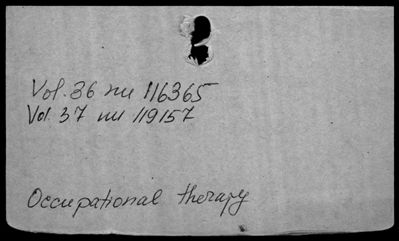 Vol. 36 nu 116365
Vol. 37 nu 119157
Occupational therapy